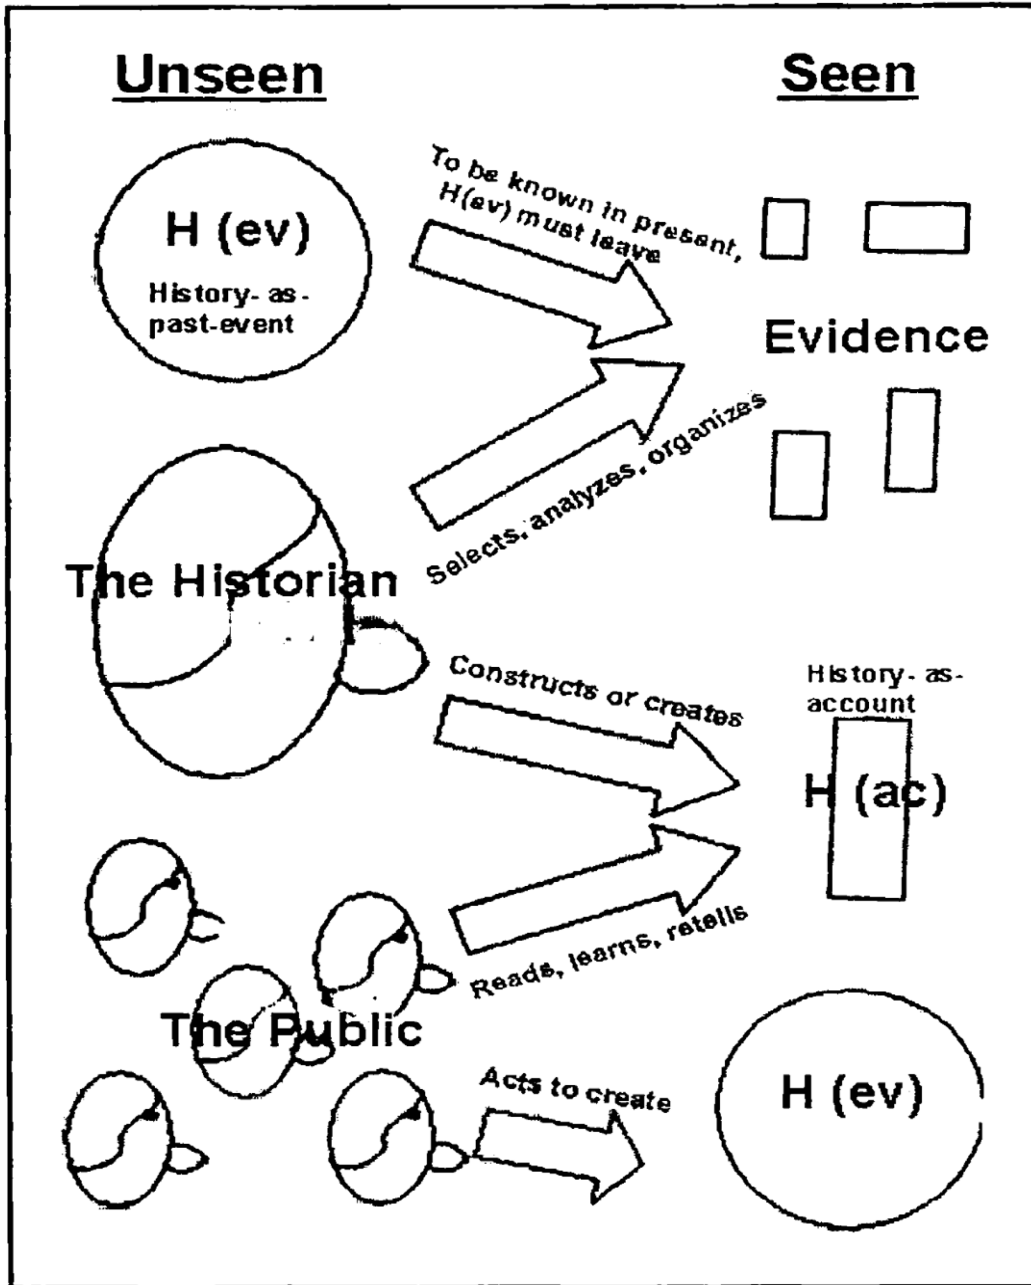 Unseen
Seen
To be known in present,
H(ev) must leave
H (ev)
History- as-
past-event
Evidence
Selects, analyzes, organizes
The Historian
Constructs or creates
History- as-
account
H (ac)
Reads, learns, retells
The Public
Acts to create
H (ev)